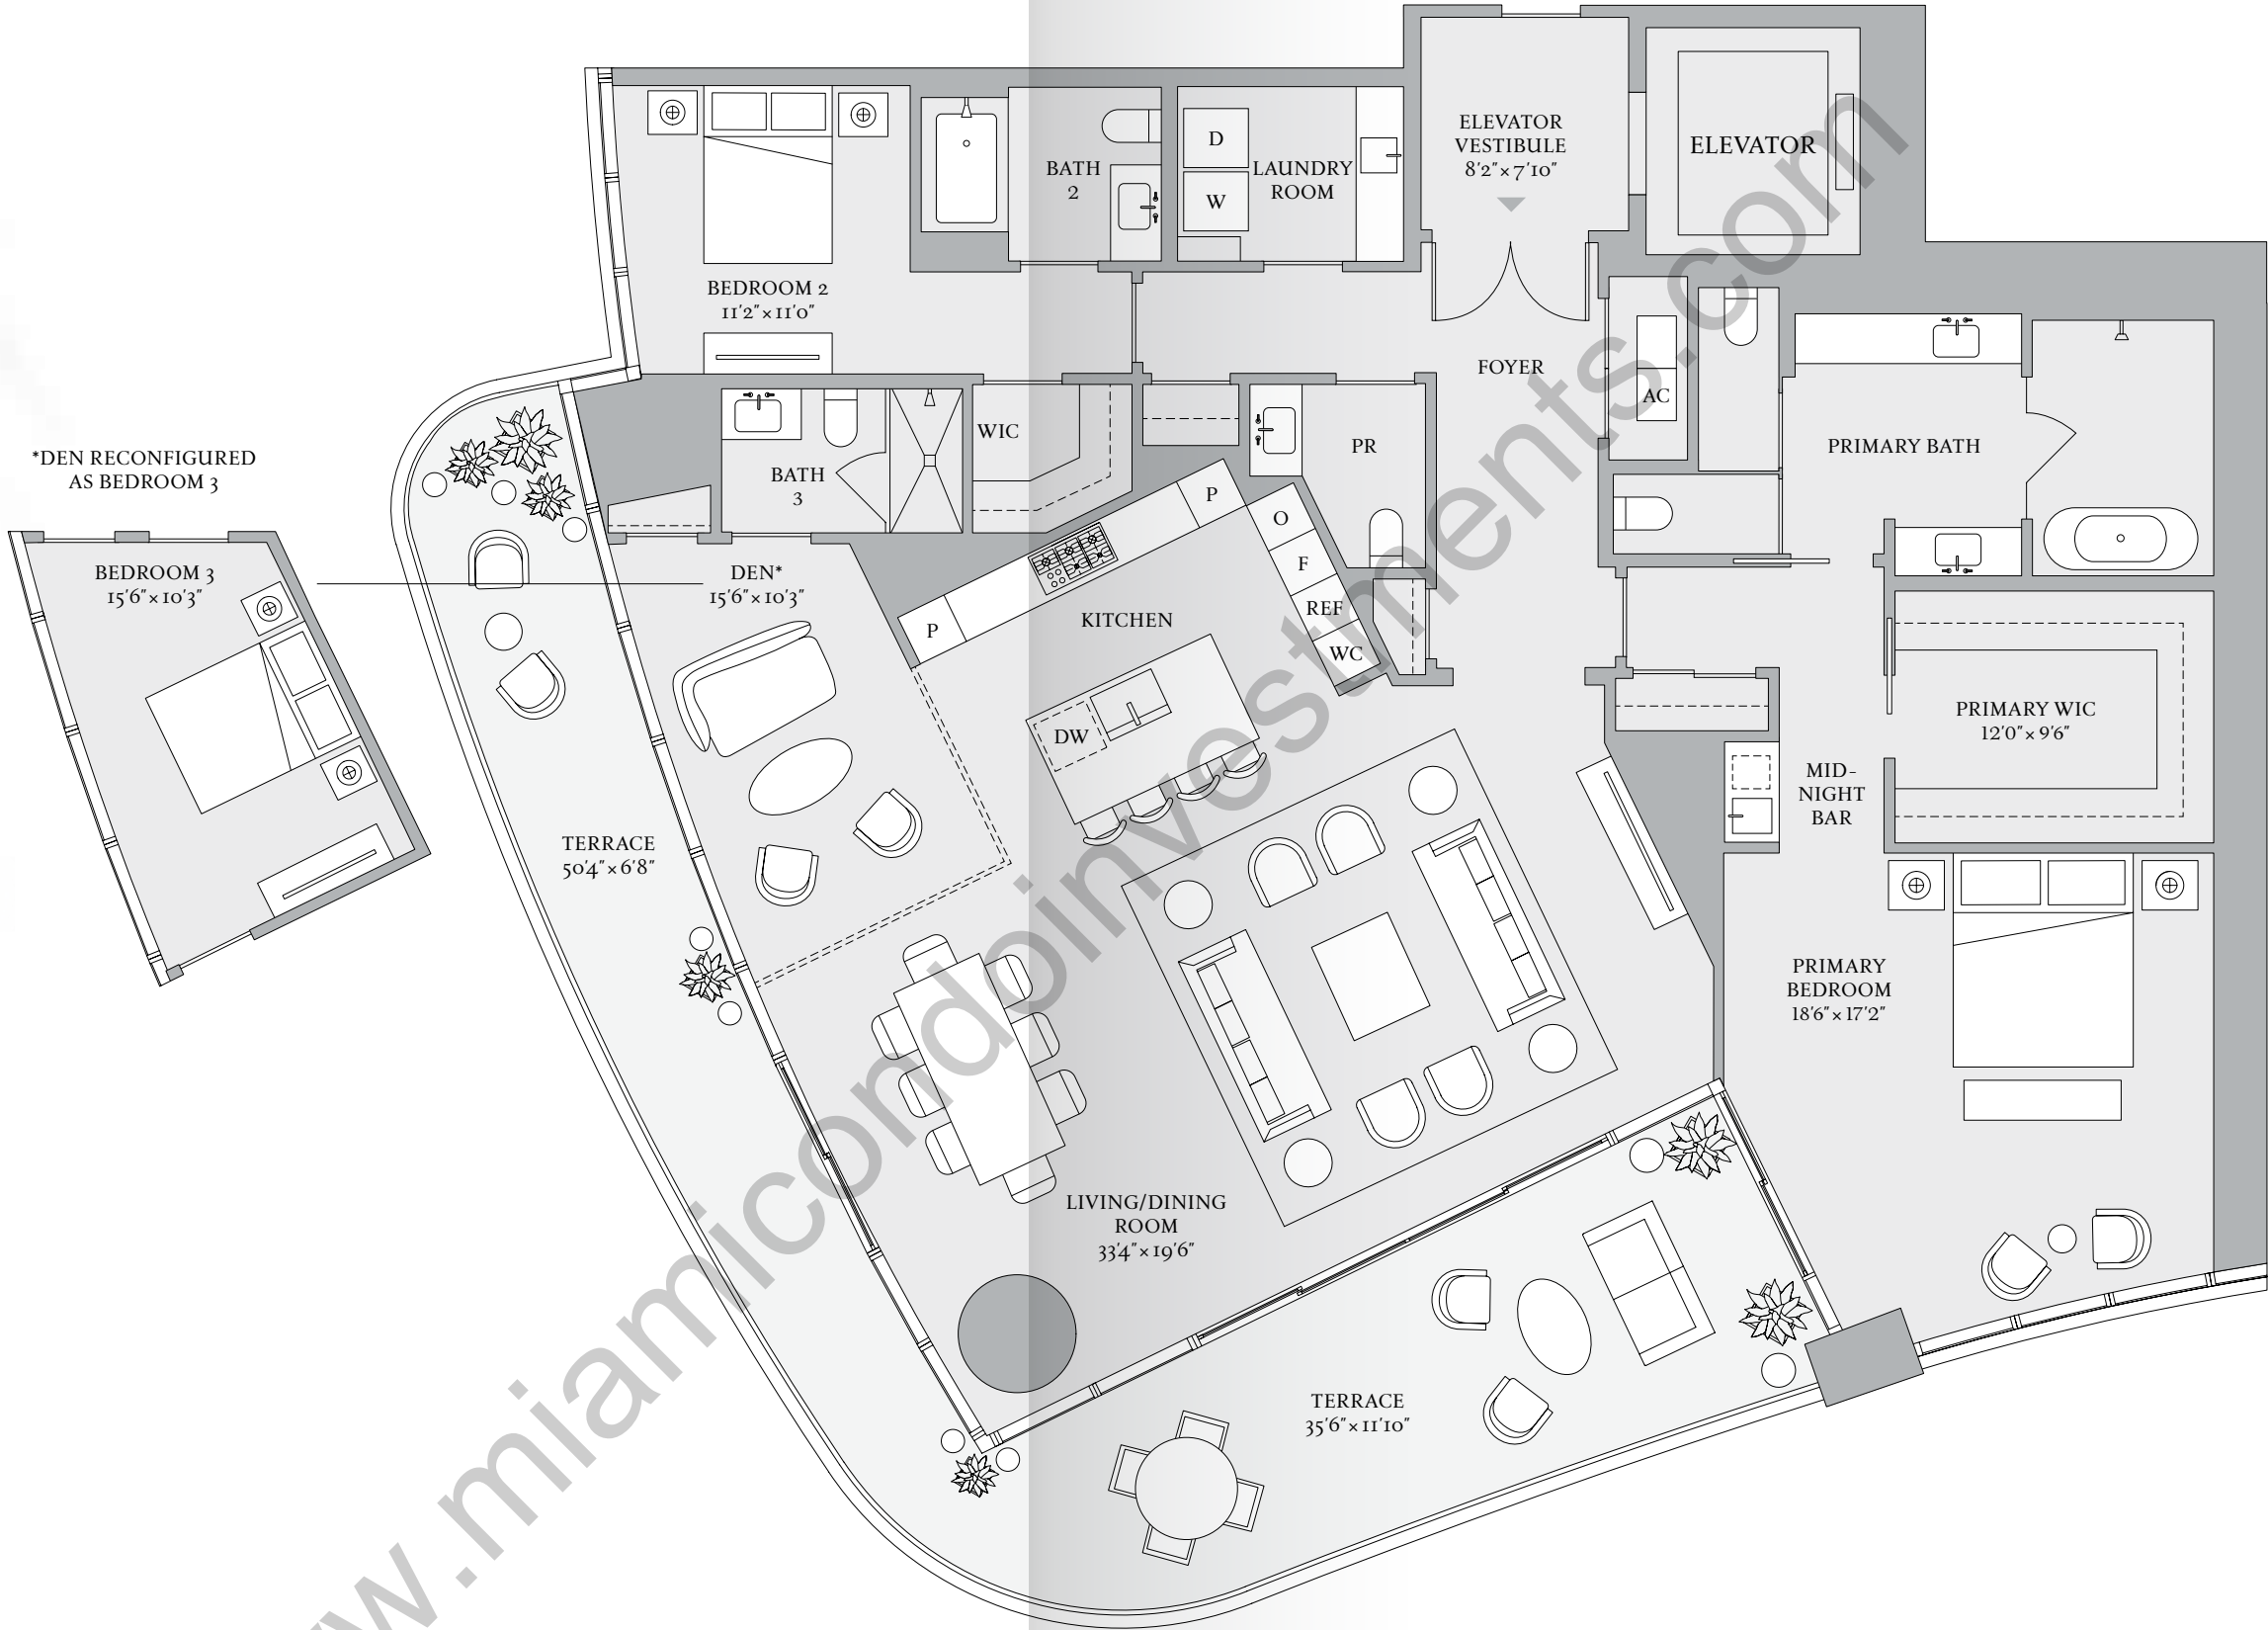 ELEVATOR
VESTIBULE
8'2"×7'10"
ELEVATOR
D
W
LAUNDRY
ROOM
BATH
2
BEDROOM 2
11'2"×11'0"
FOYER
AC
PRIMARY BATH
WIC
PR
BATH
3
*DEN RECONFIGURED
AS BEDROOM 3
BEDROOM 3
15'6"×10'3"
DEN*
15'6"×10'3"
P
P
O
F
REF
WC
KITCHEN
DW
PRIMARY WIC
12'0"×9'6"
MID-
NIGHT
BAR
TERRACE
50'4"×6'8"
PRIMARY
BEDROOM
18'6"×17'2"
LIVING/DINING
ROOM
33'4"×19'6"
TERRACE
35'6"×11'10"
w.miamicondoinvestments.com